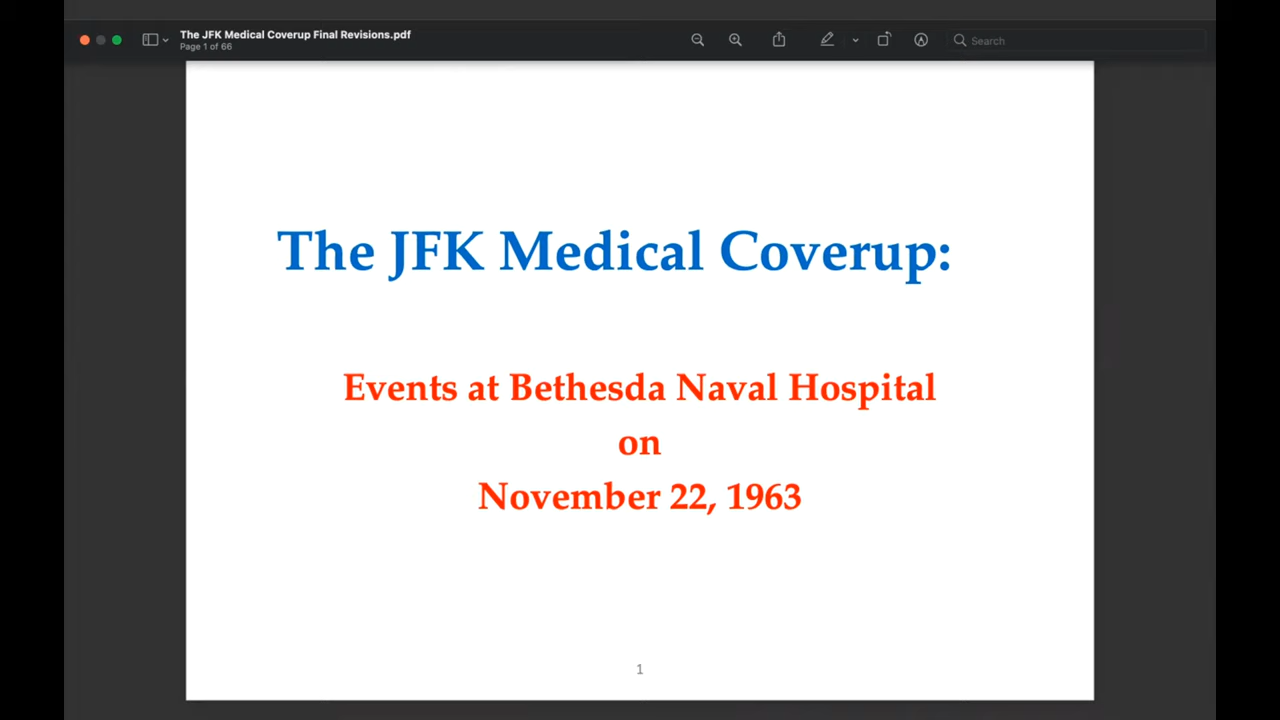 The JFK Medical Coverup Final Revisions.pdf
Page 1 of 66
Search
The JFK Medical Coverup:
Events at Bethesda Naval Hospital
on
November 22, 1963
1